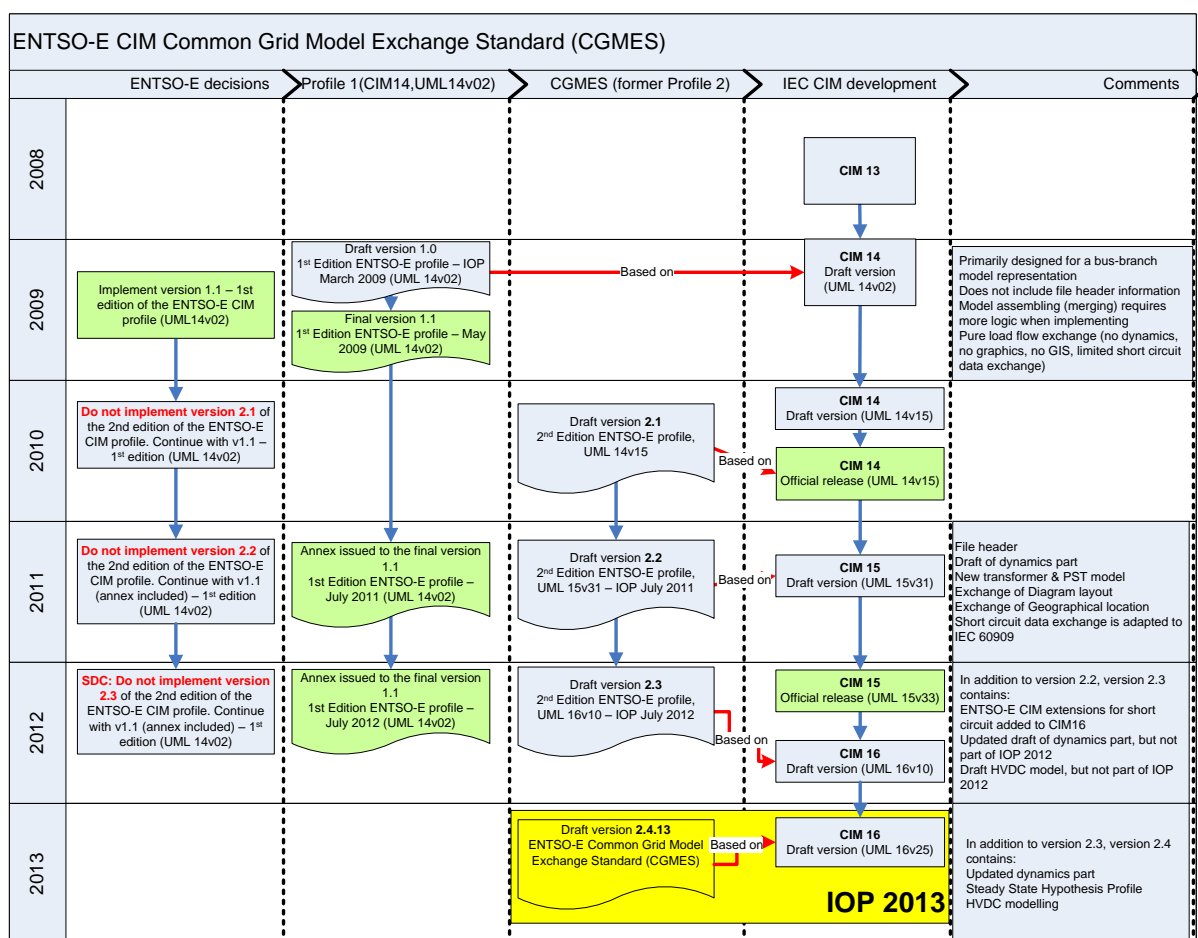 ENTSO-E CIM Common Grid Model Exchange Standard (CGMES)
ENTSO-E decisions
Profile 1(CIM14,UML14v02)
CGMES (former Profile 2)
IEC CIM development
Comments
2008
CIM 13
2009
Implement version 1.1 – 1st
edition of the ENTSO-E CIM
profile (UML14v02)
Draft version 1.0
1st Edition ENTSO-E profile – IOP
March 2009 (UML 14v02)
Final version 1.1
1st Edition ENTSO-E profile – May
2009 (UML 14v02)
Based on
CIM 14
Draft version
(UML 14v02)
Primarily designed for a bus-branch
model representation
Does not include file header information
Model assembling (merging) requires
more logic when implementing
Pure load flow exchange (no dynamics,
no graphics, no GIS, limited short circuit
data exchange)
2010
Do not implement version 2.1 of
the 2nd edition of the ENTSO-E
CIM profile. Continue with v1.1 –
1st edition (UML 14v02)
Draft version 2.1
2nd Edition ENTSO-E profile,
UML 14v15
Based on
CIM 14
Draft version (UML 14v15)
CIM 14
Official release (UML 14v15)
2011
Do not implement version 2.2 of
the 2nd edition of the ENTSO-E
CIM profile. Continue with v1.1
(annex included) – 1st edition
(UML 14v02)
Annex issued to the final version
1.1
1st Edition ENTSO-E profile –
July 2011 (UML 14v02)
Draft version 2.2
2nd Edition ENTSO-E profile,
UML 15v31 – IOP July 2011
Based on
CIM 15
Draft version (UML 15v31)
File header
Draft of dynamics part
New transformer & PST model
Exchange of Diagram layout
Exchange of Geographical location
Short circuit data exchange is adapted to
IEC 60909
2012
SDC: Do not implement version
2.3 of the 2nd edition of the
ENTSO-E CIM profile. Continue
with v1.1 (annex included) – 1st
edition (UML 14v02)
Annex issued to the final version
1.1
1st Edition ENTSO-E profile –
July 2012 (UML 14v02)
Draft version 2.3
2nd Edition ENTSO-E profile,
UML 16v10 – IOP July 2012
Based on
CIM 15
Official release (UML 15v33)
CIM 16
Draft version (UML 16v10)
In addition to version 2.2, version 2.3
contains:
ENTSO-E CIM extensions for short
circuit added to CIM16
Updated draft of dynamics part, but not
part of IOP 2012
Draft HVDC model, but not part of IOP
2012
2013
Draft version 2.4.13
ENTSO-E Common Grid Model
Exchange Standard (CGMES)
Based on
CIM 16
Draft version (UML 16v25)
IOP 2013
In addition to version 2.3, version 2.4
contains:
Updated dynamics part
Steady State Hypothesis Profile
HVDC modelling